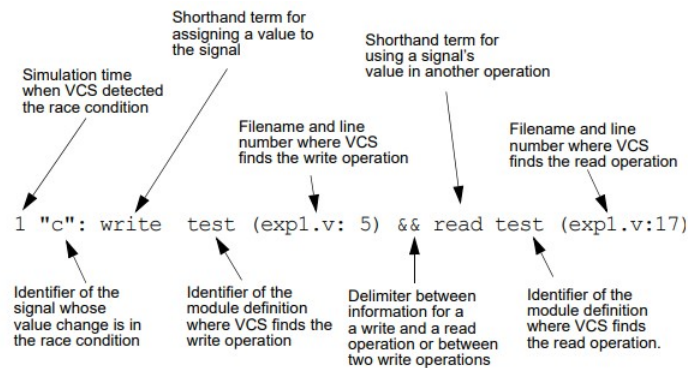 Shorthand term for
assigning a value to
the signal
Shorthand term for
using a signal's
value in another operation
Simulation time
when VCS detected
the race condition
Filename and line
number where VCS
finds the write operation
Filename and line
number where VCS
finds the read operation
1 "c": write  test (exp1.v: 5) && read test (exp1.v:17)
Identifier of the
signal whose
value change is in
the race condition
Identifier of the
module definition
where VCS finds the
write operation
Delimiter between
information for a
a write and a read
operation or between
two write operations
Identifier of the
module definition
where VCS finds
the read operation.